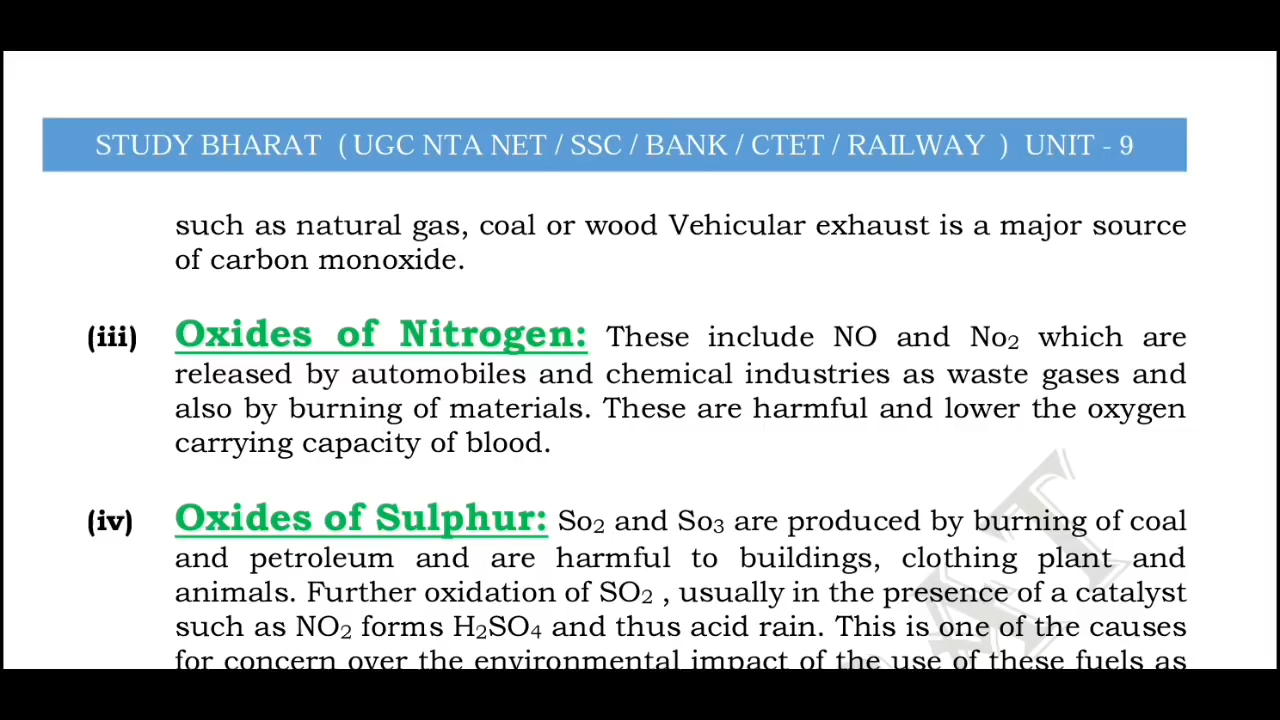 STUDY BHARAT ( UGC NTA NET / SSC / BANK / CTET / RAILWAY ) UNIT - 9
such as natural gas, coal or wood Vehicular exhaust is a major source
of carbon monoxide.
(iii) Oxides of Nitrogen: These include NO and No₂ which are
released by automobiles and chemical industries as waste gases and
also by burning of materials. These are harmful and lower the oxygen
carrying capacity of blood.
(iv) Oxides of Sulphur: So₂ and So₃ are produced by burning of coal
and petroleum and are harmful to buildings, clothing plant and
animals. Further oxidation of SO₂ , usually in the presence of a catalyst
such as NO₂ forms H₂SO₄ and thus acid rain. This is one of the causes
for concern over the environmental impact of the use of these fuels as